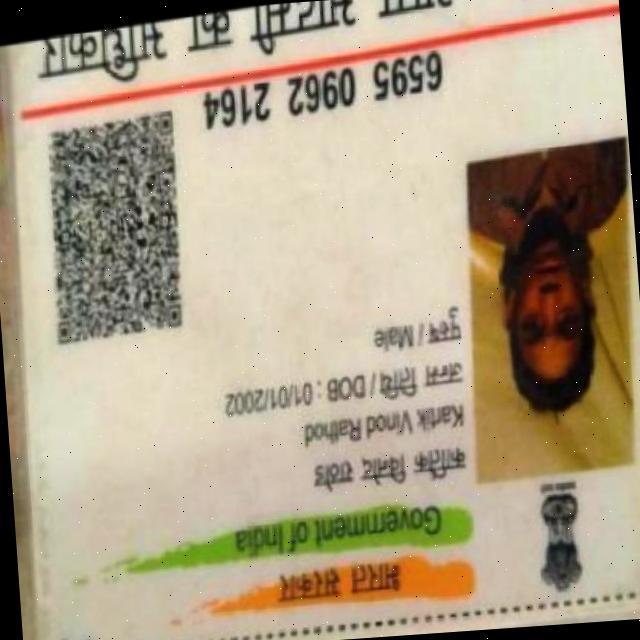 भारत सरकार
Government of India
कार्तिक विनोद राठोड
Kartik Vinod Rathod
जन्म तिथि / DOB : 01/01/2002
पुरुष / Male
6595 0962 2164
आम आदमी का अधिकार